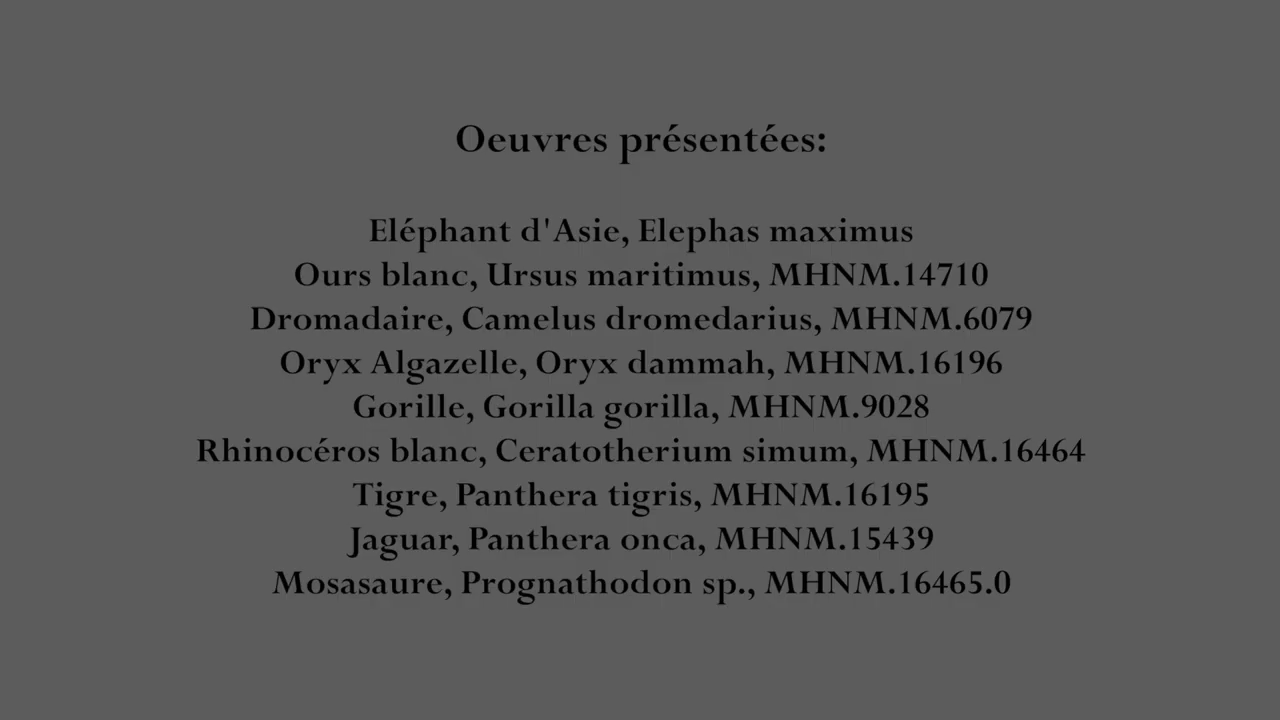 Oeuvres présentées:
Eléphant d'Asie, Elephas maximus
Ours blanc, Ursus maritimus, MHNM.14710
Dromadaire, Camelus dromedarius, MHNM.6079
Oryx Algazelle, Oryx dammah, MHNM.16196
Gorille, Gorilla gorilla, MHNM.9028
Rhinocéros blanc, Ceratotherium simum, MHNM.16464
Tigre, Panthera tigris, MHNM.16195
Jaguar, Panthera onca, MHNM.15439
Mosasaure, Prognathodon sp., MHNM.16465.0